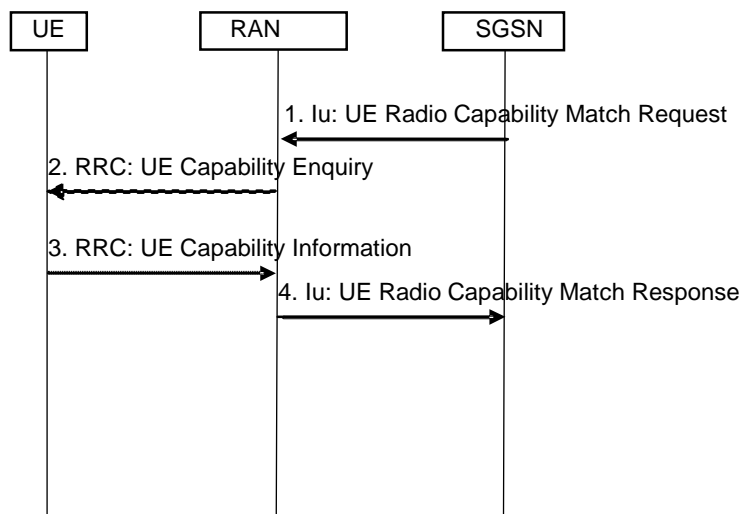 UE
RAN
SGSN
1. Iu: UE Radio Capability Match Request
2. RRC: UE Capability Enquiry
3. RRC: UE Capability Information
4. Iu: UE Radio Capability Match Response